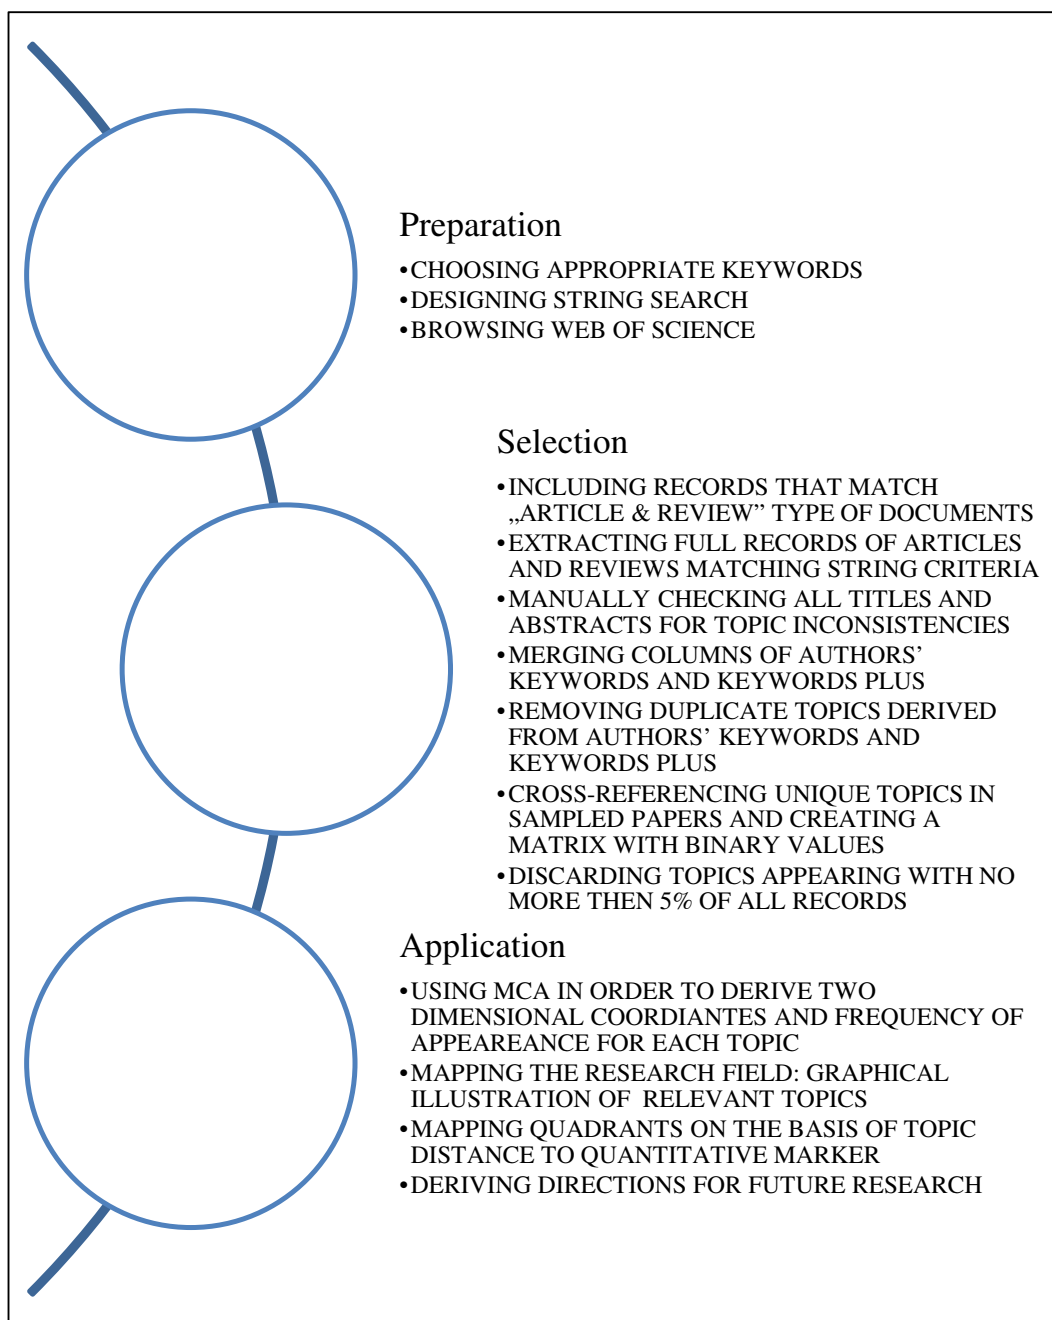 Preparation
•CHOOSING APPROPRIATE KEYWORDS
•DESIGNING STRING SEARCH
•BROWSING WEB OF SCIENCE
Selection
•INCLUDING RECORDS THAT MATCH
„ARTICLE & REVIEW” TYPE OF DOCUMENTS
•EXTRACTING FULL RECORDS OF ARTICLES
AND REVIEWS MATCHING STRING CRITERIA
•MANUALLY CHECKING ALL TITLES AND
ABSTRACTS FOR TOPIC INCONSISTENCIES
•MERGING COLUMNS OF AUTHORS’
KEYWORDS AND KEYWORDS PLUS
•REMOVING DUPLICATE TOPICS DERIVED
FROM AUTHORS’ KEYWORDS AND
KEYWORDS PLUS
•CROSS-REFERENCING UNIQUE TOPICS IN
SAMPLED PAPERS AND CREATING A
MATRIX WITH BINARY VALUES
•DISCARDING TOPICS APPEARING WITH NO
MORE THEN 5% OF ALL RECORDS
Application
•USING MCA IN ORDER TO DERIVE TWO
DIMENSIONAL COORDIANTES AND FREQUENCY OF
APPEAREANCE FOR EACH TOPIC
•MAPPING THE RESEARCH FIELD: GRAPHICAL
ILLUSTRATION OF RELEVANT TOPICS
•MAPPING QUADRANTS ON THE BASIS OF TOPIC
DISTANCE TO QUANTITATIVE MARKER
•DERIVING DIRECTIONS FOR FUTURE RESEARCH